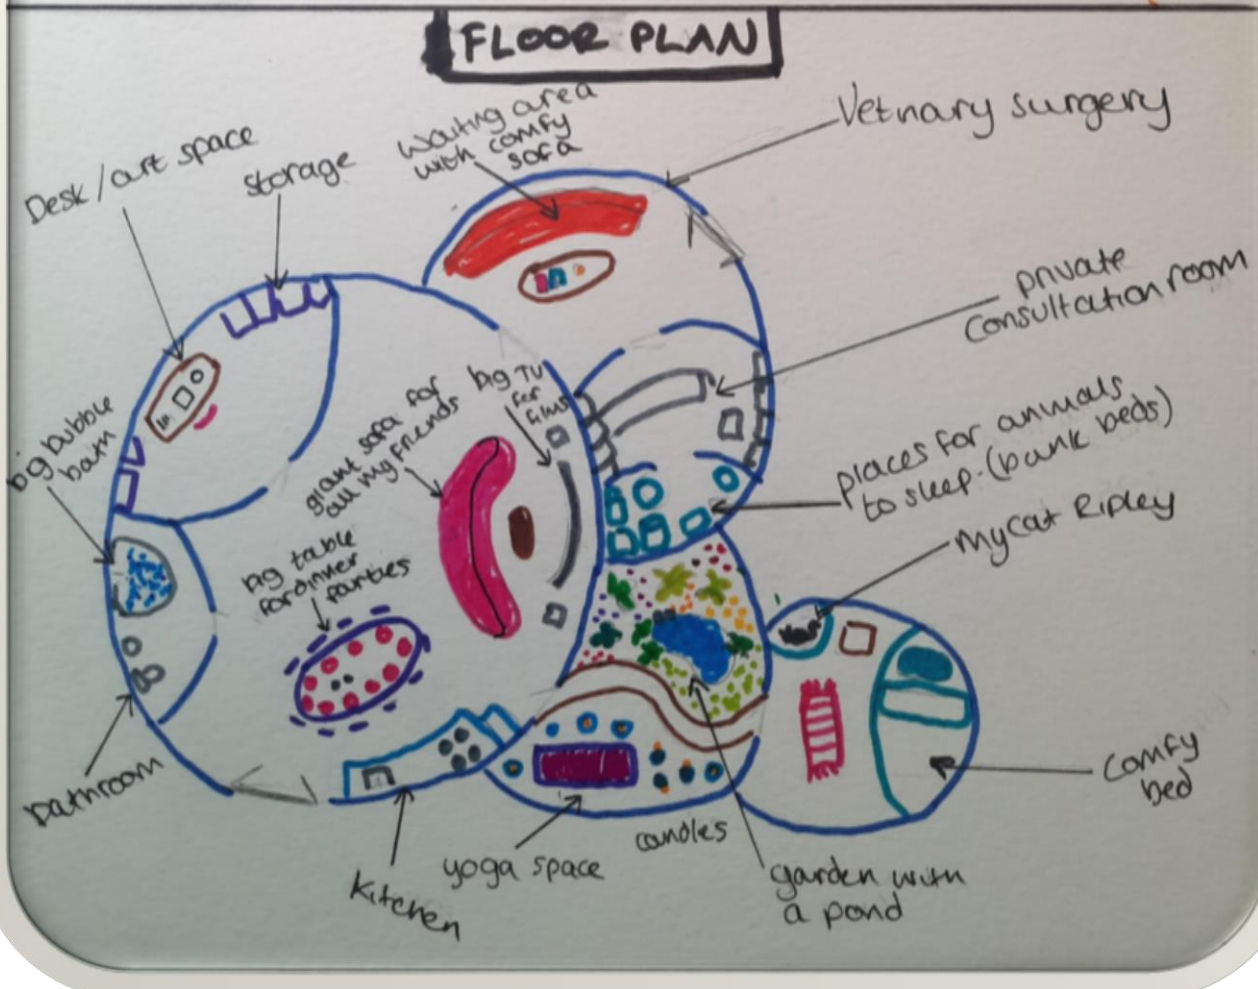 FLOOR PLAN
Waiting area
with comfy
sofa
Vetnary surgery
Desk/art space
storage
private
Consultation room
big bubble
bath
giant sofa for
all my friends
big TV
for
films
places for animals
to sleep (bunk beds)
My cat Ripley
big table
for dinner
parties
bathroom
Kitchen
yoga space
candles
garden with
a pond
Comfy
bed